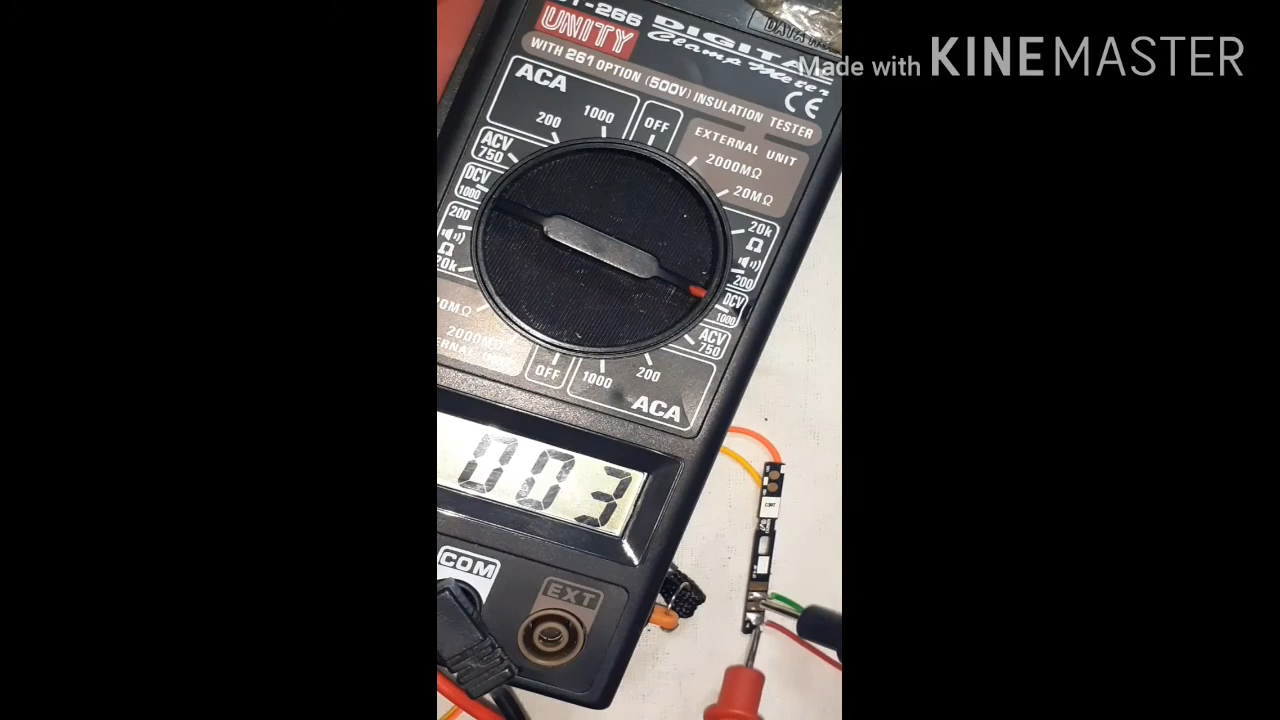 Made with KINEMASTER
-266 DIGITA
UNITY Clamp Meter
WITH 261 OPTION (500V) INSULATION TESTER
CE
ACA
200
1000
OFF
EXTERNAL UNIT
2000MΩ
20MΩ
ACV
750
DCV
1000
200
Ω
20k
20k
Ω
200
DCV
1000
ACV
750
2000MΩ
OFF
1000
200
ACA
003
COM
EXT